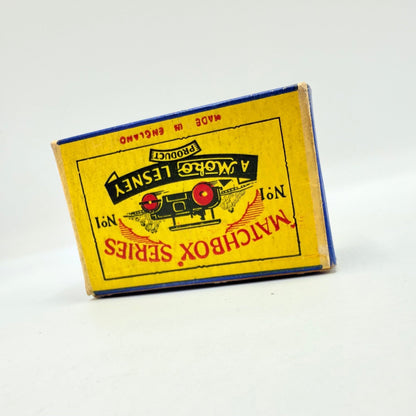 "MATCHBOX" SERIES
Nº1 Nº1
A MOKO LESNEY
PRODUCT
MADE IN ENGLAND